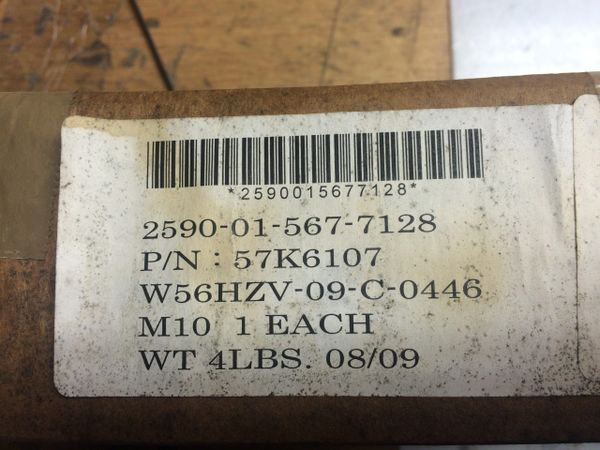 *2590015677128*
2590-01-567-7128
P/N : 57K6107
W56HZV-09-C-0446
M10 1 EACH
WT 4LBS. 08/09